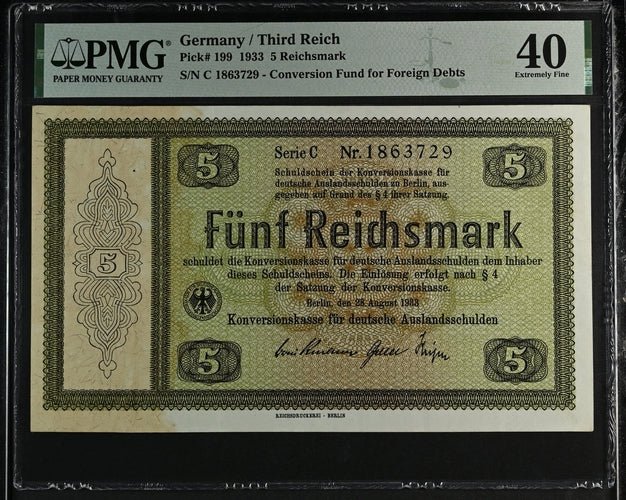 PMG®
PAPER MONEY GUARANTY
Germany / Third Reich
Pick# 199 1933 5 Reichsmark
S/N C 1863729 - Conversion Fund for Foreign Debts
40
Extremely Fine
5
Serie C Nr. 1863729
5
Schuldschein der Konversionskasse für
deutsche Auslandsschulden zu Berlin, aus-
gegeben auf Grund des § 4 ihrer Satzung.
Fünf Reichsmark
5
schuldet die Konversionskasse für deutsche Auslandsschulden dem Inhaber
dieses Schuldscheins. Die Einlösung erfolgt nach § 4
der Satzung der Konversionskasse.
Berlin, den 28 August 1933
Konversionskasse für deutsche Auslandsschulden
5
5
REICHSDRUCKEREI - BERLIN